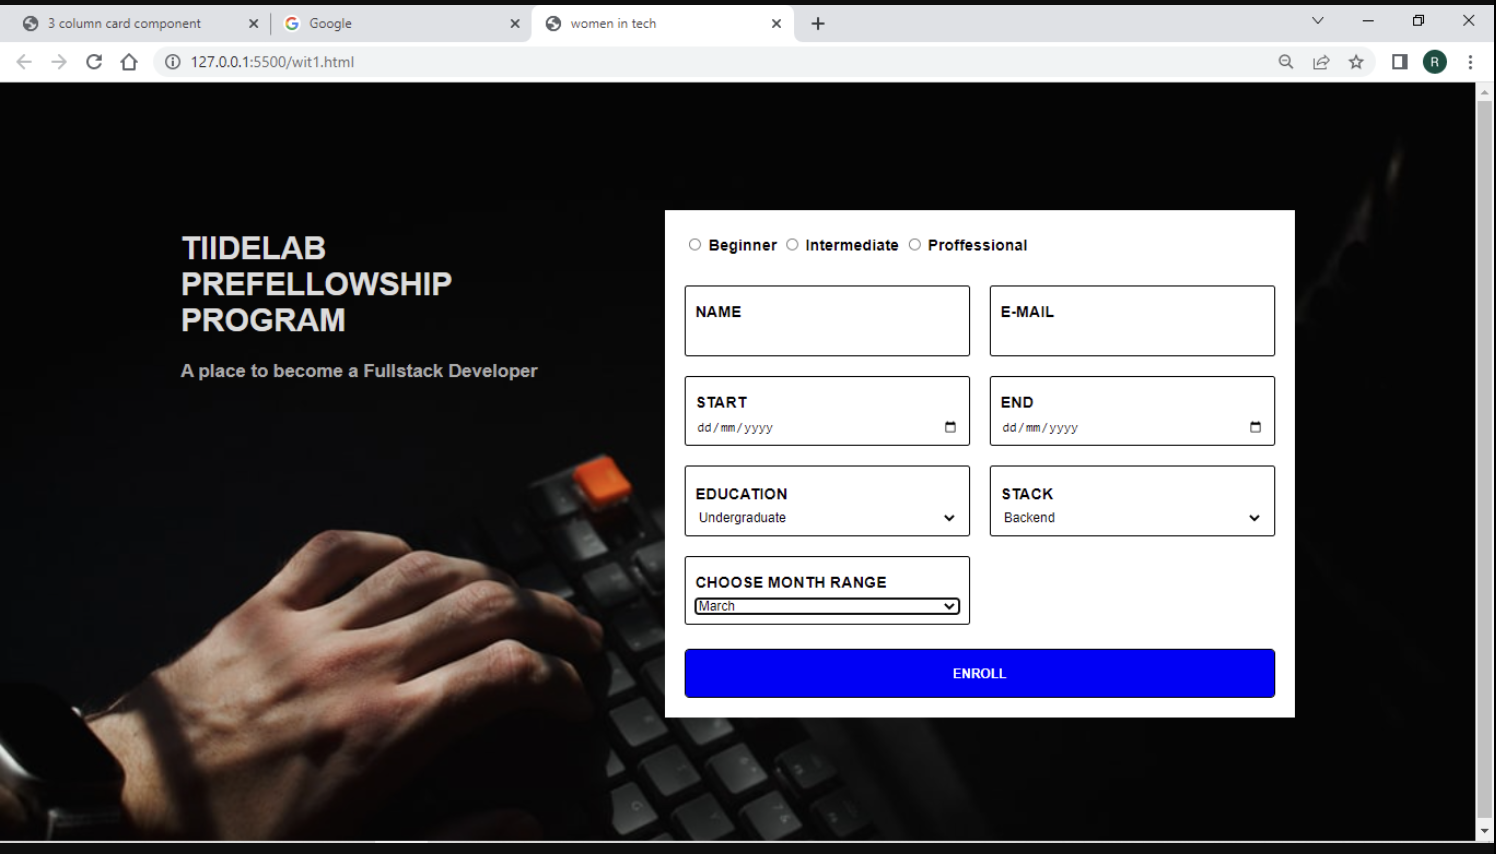 3 column card component
Google
women in tech
127.0.0.1:5500/wit1.html
R
TIIDELAB
PREFELLOWSHIP
PROGRAM
A place to become a Fullstack Developer
Beginner Intermediate Proffessional
NAME
E-MAIL
START
dd/mm/yyyy
END
dd/mm/yyyy
EDUCATION
Undergraduate
STACK
Backend
CHOOSE MONTH RANGE
March
ENROLL